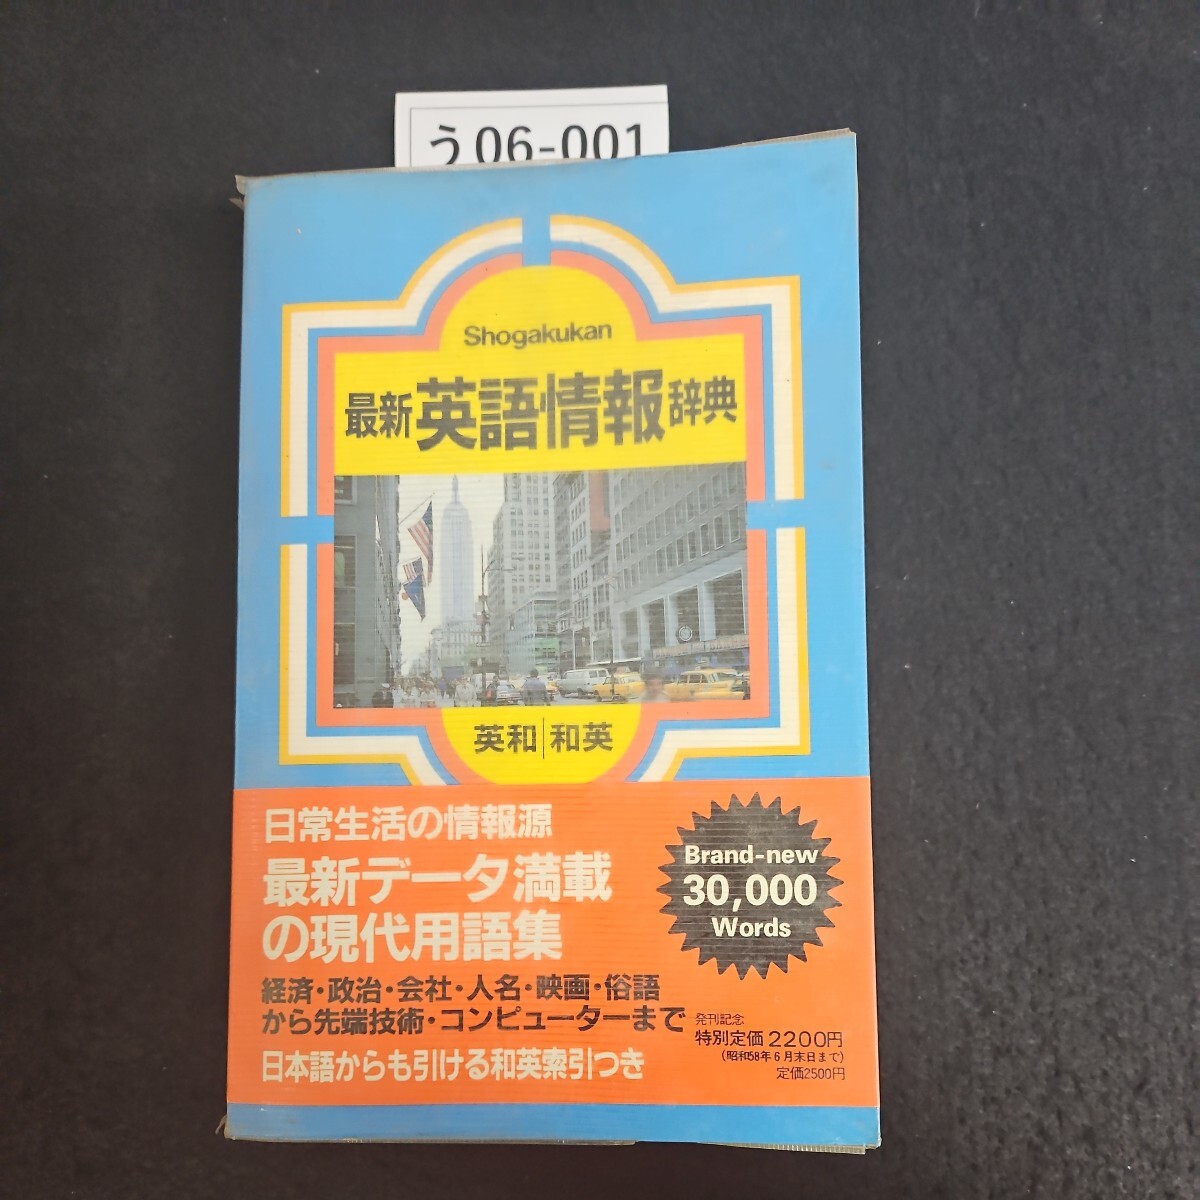 う06-001
Shogakukan
最新 英語情報 辞典
英和|和英
日常生活の情報源
最新データ満載
の現代用語集
Brand-new
30,000
Words
経済・政治・会社・人名・映画・俗語
から先端技術・コンピューターまで
日本語からも引ける和英索引つき
発刊記念
特別定価2200円
(昭和58年6月末日まで)
定価2500円